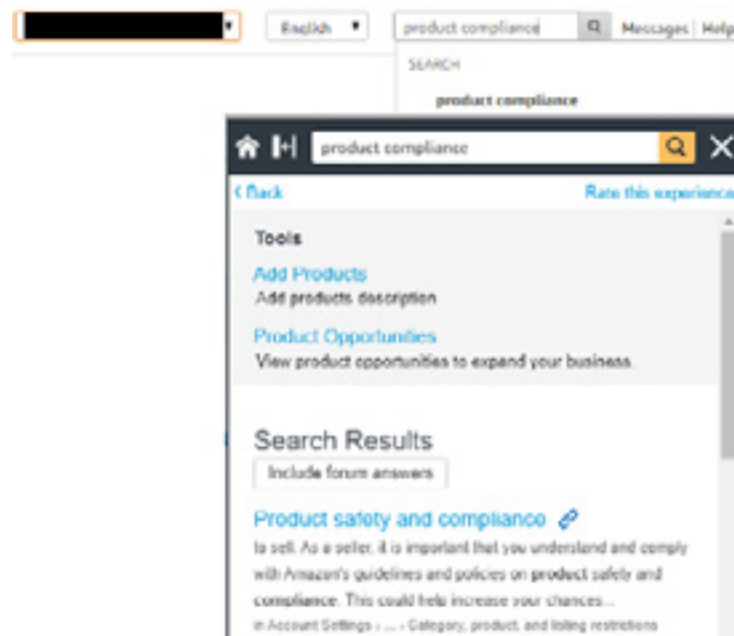 English product compliance Messages | Help
SEARCH
product compliance
product compliance
< Back Rate this experience
Tools
Add Products
Add products description
Product Opportunities
View product opportunities to expand your business.
Search Results
Include forum answers
Product safety and compliance
to sell. As a seller, it is important that you understand and comply
with Amazon's guidelines and policies on product safety and
compliance. This could help increase your chances...
in Account Settings › ... › Category, product, and listing restrictions